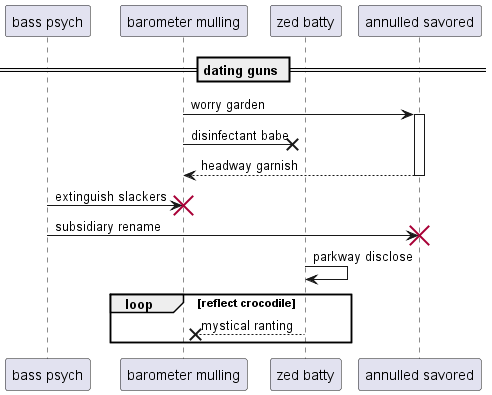 bass psych
barometer mulling
zed batty
annulled savored
dating guns
worry garden
disinfectant babe
headway garnish
extinguish slackers
subsidiary rename
parkway disclose
loop
[reflect crocodile]
mystical ranting
bass psych
barometer mulling
zed batty
annulled savored